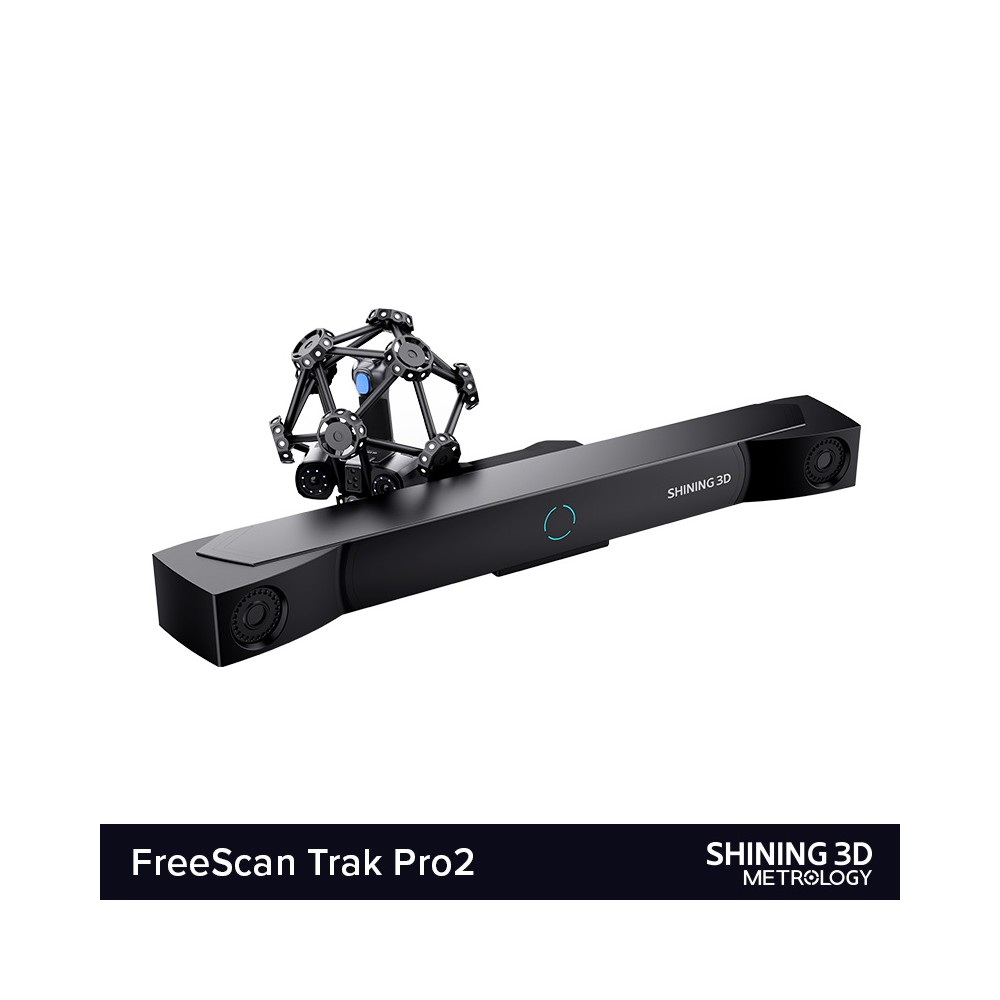 SHINING 3D
FreeScan Trak Pro2
SHINING 3D
METROLOGY